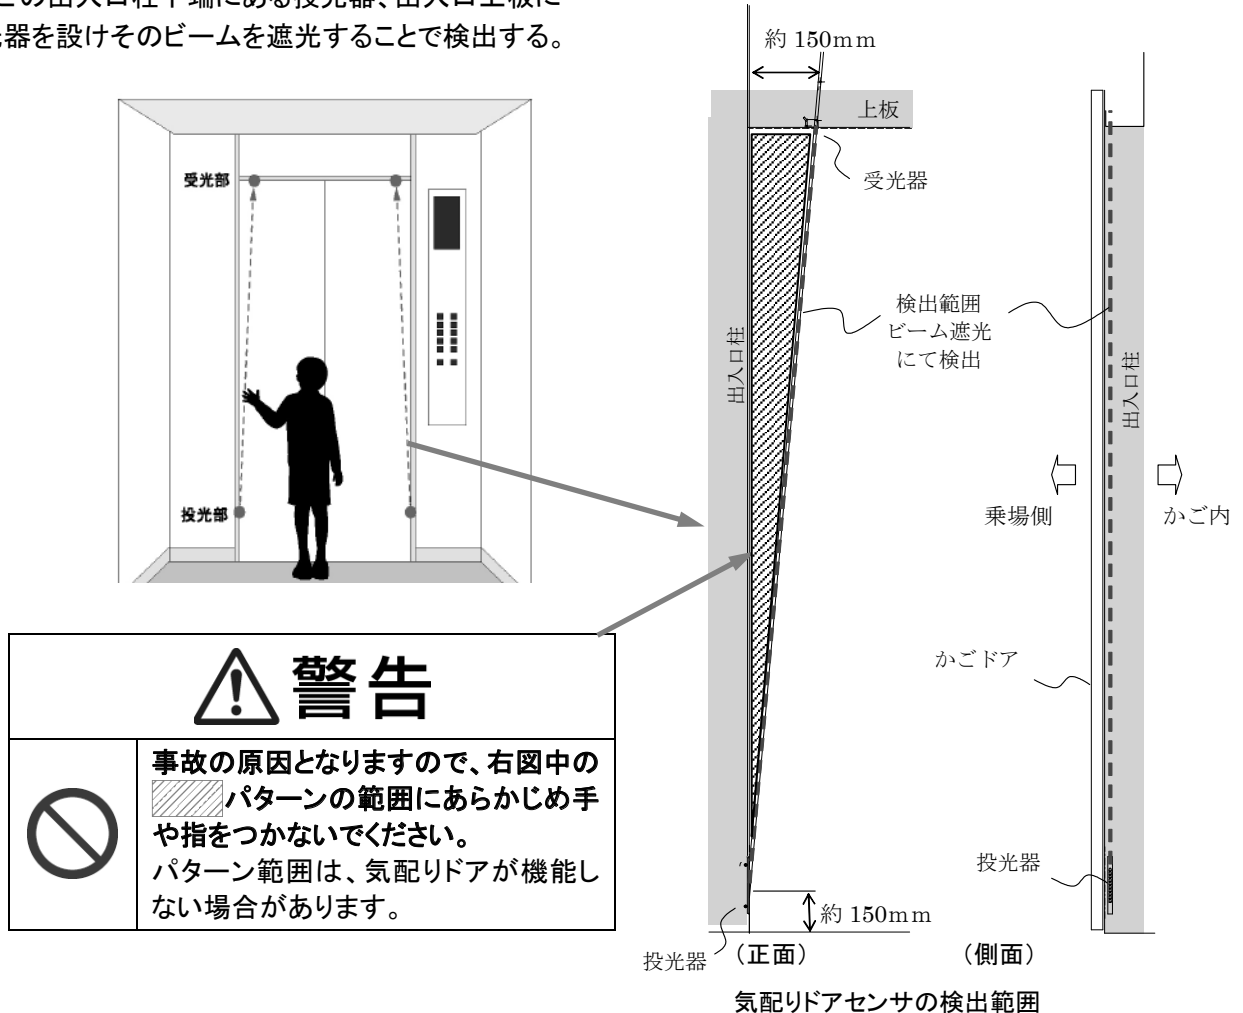 の出入口柱下端にある投光器、出入口上板に
器を設けそのビームを遮光することで検出する。
受光部
投光部
警告
事故の原因となりますので、右図中の
パターンの範囲にあらかじめ手
や指をつかないでください。
パターン範囲は、気配りドアが機能し
ない場合があります。
約 150mm
上板
受光器
検出範囲
ビーム遮光
にて検出
出入口柱
出入口柱
乗場側
かご内
かごドア
投光器
約 150mm
投光器
(正面)
(側面)
気配りドアセンサの検出範囲